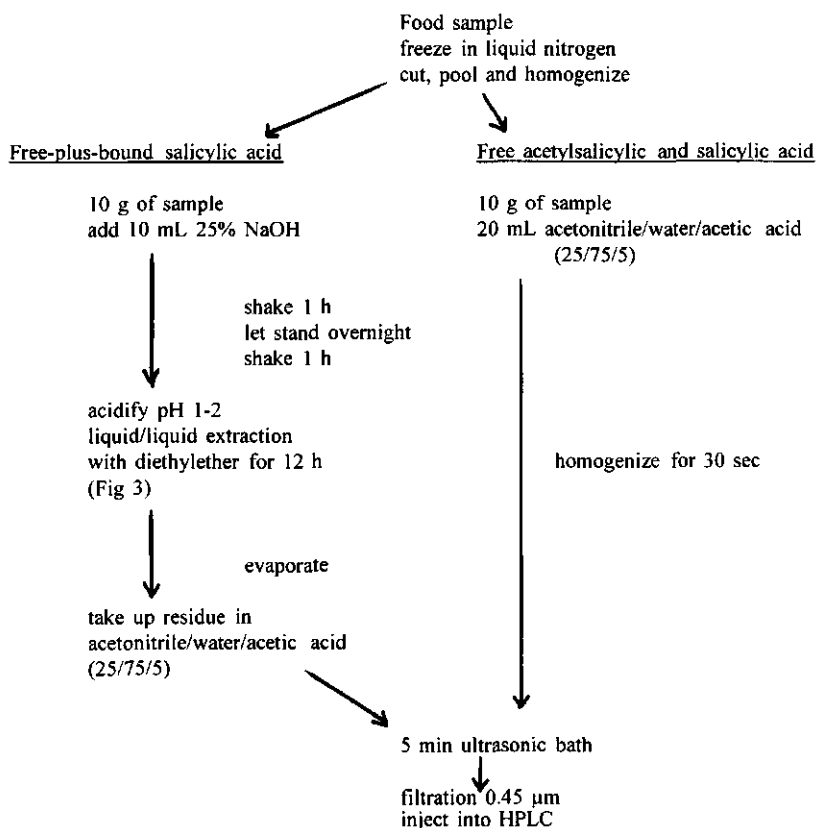 Food sample
freeze in liquid nitrogen
cut, pool and homogenize
Free-plus-bound salicylic acid
10 g of sample
add 10 mL 25% NaOH
shake 1 h
let stand overnight
shake 1 h
acidify pH 1-2
liquid/liquid extraction
with diethylether for 12 h
(Fig 3)
evaporate
take up residue in
acetonitrile/water/acetic acid
(25/75/5)
Free acetylsalicylic and salicylic acid
10 g of sample
20 mL acetonitrile/water/acetic acid
(25/75/5)
homogenize for 30 sec
5 min ultrasonic bath
filtration 0.45 µm
inject into HPLC